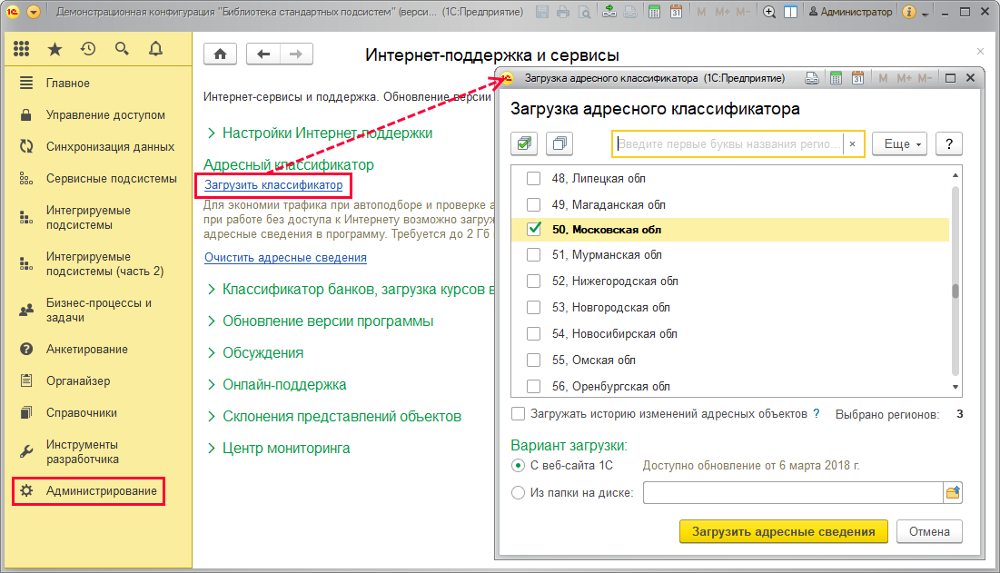 Демонстрационная конфигурация "Библиотека стандартных подсистем" (верси... (1С:Предприятие)
M M+ M-
Администратор
Главное
Управление доступом
Синхронизация данных
Сервисные подсистемы
Интегрируемые
подсистемы
Интегрируемые
подсистемы (часть 2)
Бизнес-процессы и
задачи
Анкетирование
Органайзер
Справочники
Инструменты
разработчика
Администрирование
Интернет-поддержка и сервисы
Интернет-сервисы и поддержка. Обновление версии
Настройки Интернет-поддержки
Адресный классификатор
Загрузить классификатор
Для экономии трафика при автоподборе и проверке а
при работе без доступа к Интернету возможно загруж
адресные сведения в программу. Требуется до 2 Гб
Очистить адресные сведения
Классификатор банков, загрузка курсов в
Обновление версии программы
Обсуждения
Онлайн-поддержка
Склонения представлений объектов
Центр мониторинга
Загрузка адресного классификатора (1С:Предприятие)
31 M M+ M-
Загрузка адресного классификатора
Введите первые буквы названия регио...
×
Еще
?
48, Липецкая обл
49, Магаданская обл
50, Московская обл
51, Мурманская обл
52, Нижегородская обл
53, Новгородская обл
54, Новосибирская обл
55, Омская обл
56, Оренбургская обл
Загружать историю изменений адресных объектов ? Выбрано регионов: 3
Вариант загрузки:
С веб-сайта 1С Доступно обновление от 6 марта 2018 г.
Из папки на диске:
Загрузить адресные сведения
Отмена